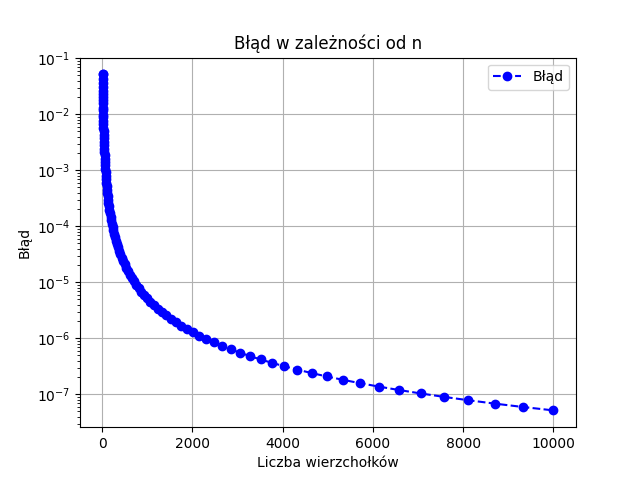 Błąd w zależności od n
Błąd
10⁻¹
10⁻²
10⁻³
10⁻⁴
10⁻⁵
10⁻⁶
10⁻⁷
Błąd
0 2000 4000 6000 8000 10000
Liczba wierzchołków